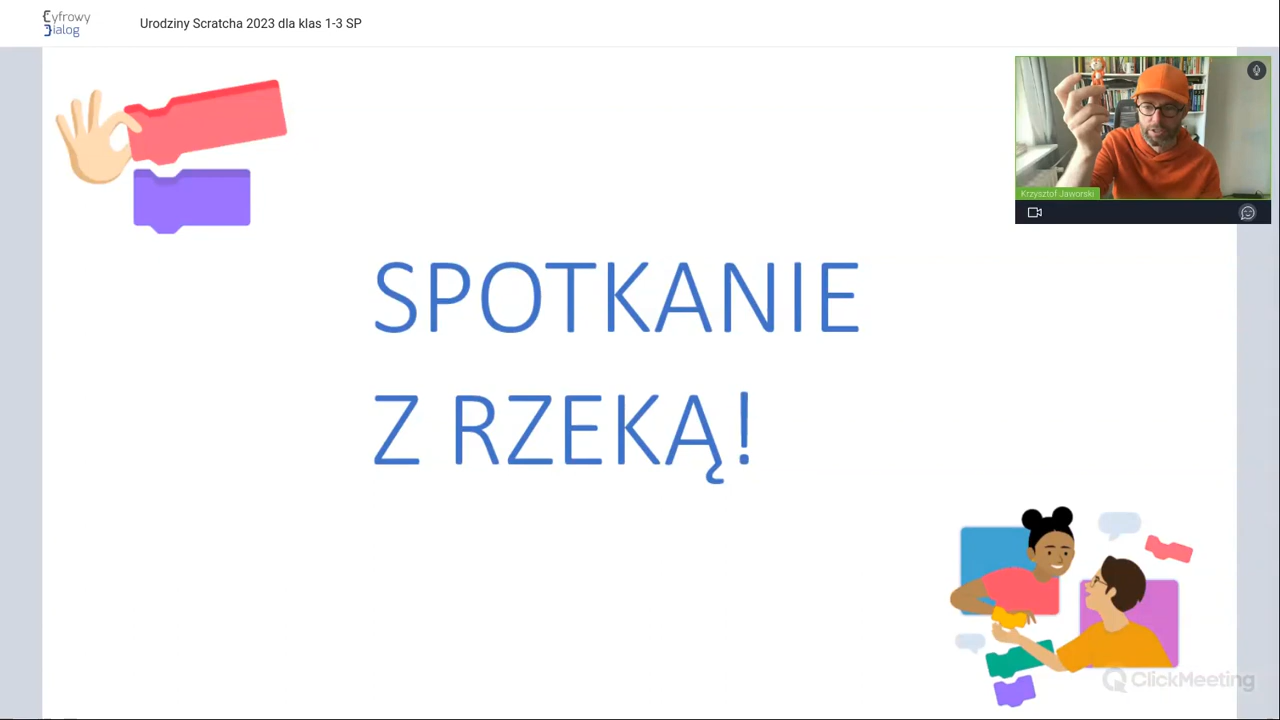 Cyfrowy
Dialog
Urodziny Scratcha 2023 dla klas 1-3 SP
Krzysztof Jaworski
SPOTKANIE
Z RZEKĄ!
ClickMeeting